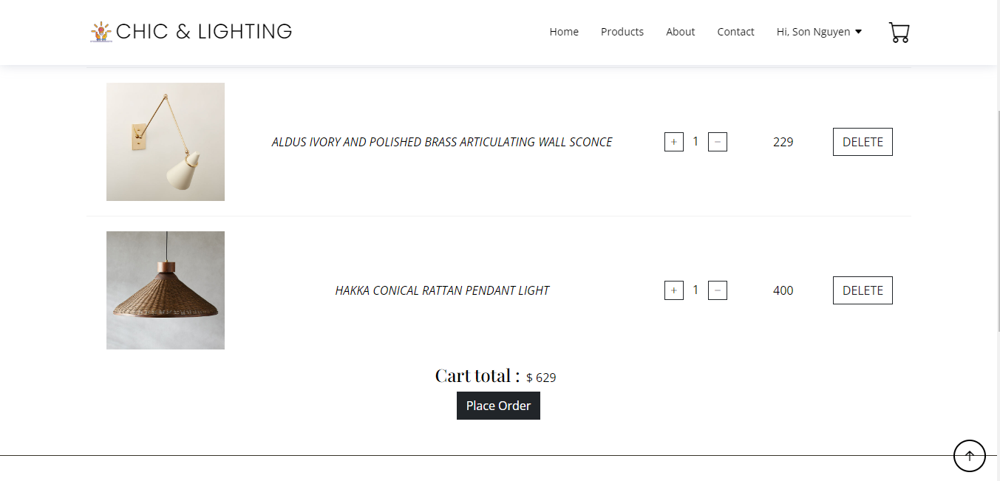 CHIC & LIGHTING
Home Products About Contact Hi, Son Nguyen
ALDUS IVORY AND POLISHED BRASS ARTICULATING WALL SCONCE + 1 − 229 DELETE
HAKKA CONICAL RATTAN PENDANT LIGHT + 1 − 400 DELETE
Cart total : $ 629
Place Order